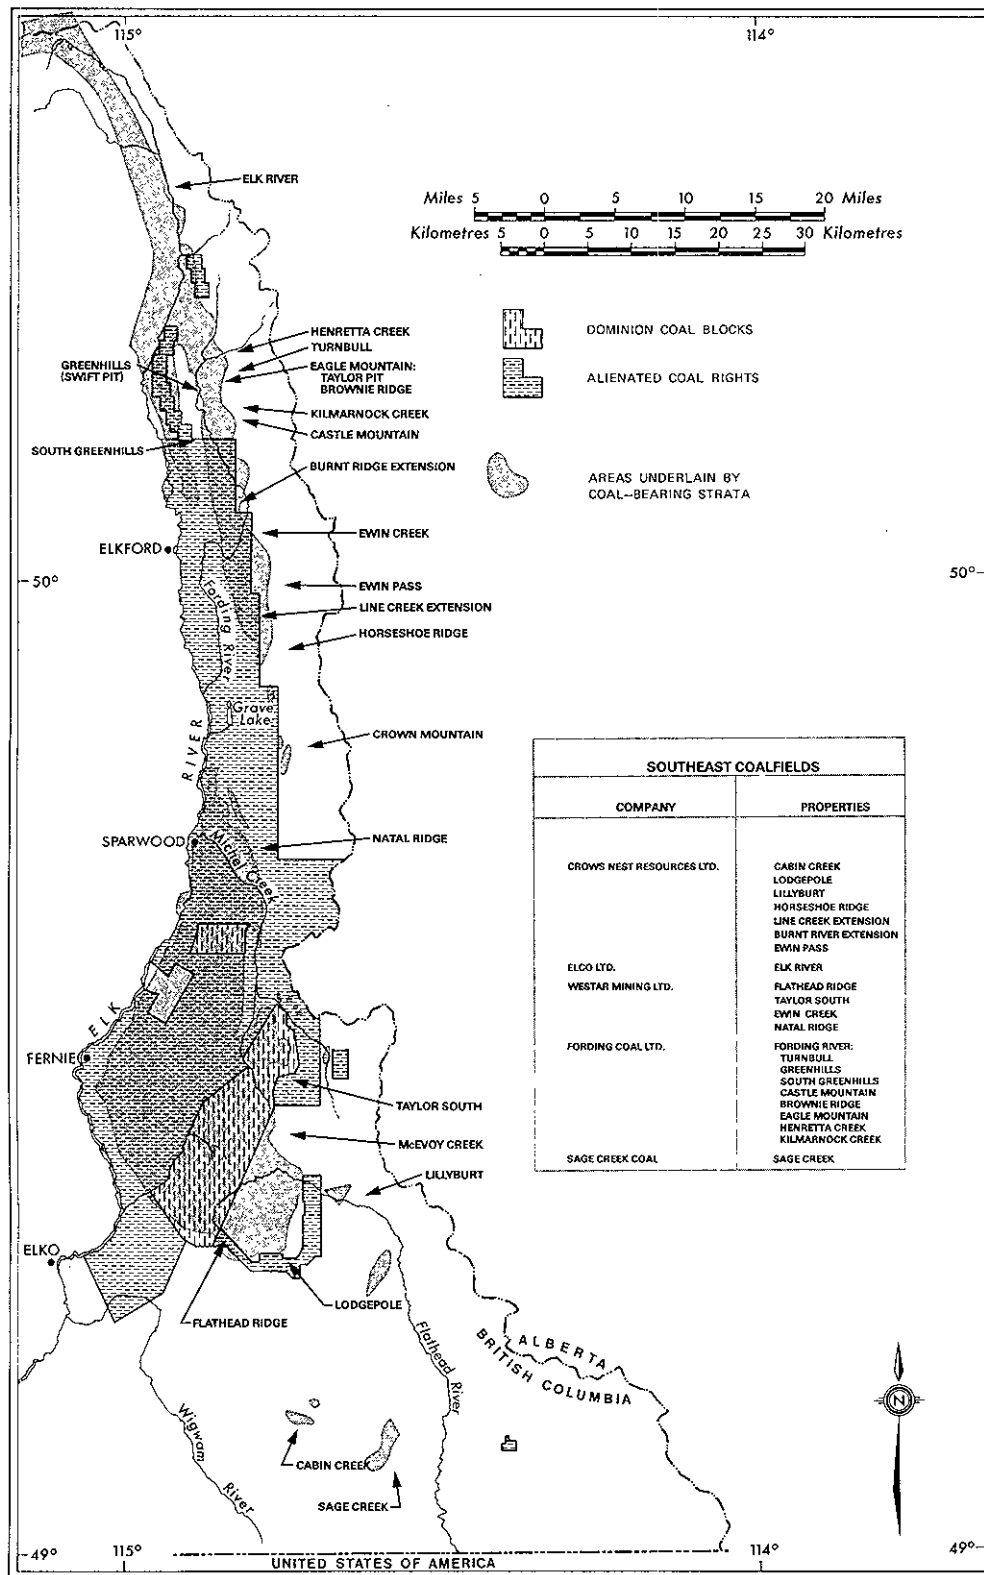 115°
114°
ELK RIVER
Miles 5 0 5 10 15 20 Miles
Kilometres 5 0 5 10 15 20 25 30 Kilometres
DOMINION COAL BLOCKS
ALIENATED COAL RIGHTS
AREAS UNDERLAIN BY
COAL-BEARING STRATA
HENRETTA CREEK
TURNBULL
EAGLE MOUNTAIN:
TAYLOR PIT
BROWNIE RIDGE
GREENHILLS
(SWIFT PIT)
KILMARNOCK CREEK
CASTLE MOUNTAIN
SOUTH GREENHILLS
BURNT RIDGE EXTENSION
EWIN CREEK
ELKFORD
50°
50°
EWIN PASS
Fording River
LINE CREEK EXTENSION
HORSESHOE RIDGE
Grave
Lake
CROWN MOUNTAIN
ELK RIVER
SPARWOOD
Michel Creek
NATAL RIDGE
FERNIE
TAYLOR SOUTH
McEVOY CREEK
LILLYBURT
ELKO
LODGEPOLE
FLATHEAD RIDGE
Flathead River
ALBERTA
BRITISH COLUMBIA
Wigwam River
CABIN CREEK
SAGE CREEK
N
49°
115°
UNITED STATES OF AMERICA
114°
49°
SOUTHEAST COALFIELDS
COMPANY PROPERTIES
CROWS NEST RESOURCES LTD. CABIN CREEK
LODGEPOLE
LILLYBURT
HORSESHOE RIDGE
LINE CREEK EXTENSION
BURNT RIVER EXTENSION
EWIN PASS
ELCO LTD. ELK RIVER
WESTAR MINING LTD. FLATHEAD RIDGE
TAYLOR SOUTH
EWIN CREEK
NATAL RIDGE
FORDING COAL LTD. FORDING RIVER:
TURNBULL
GREENHILLS
SOUTH GREENHILLS
CASTLE MOUNTAIN
BROWNIE RIDGE
EAGLE MOUNTAIN
HENRETTA CREEK
KILMARNOCK CREEK
SAGE CREEK COAL SAGE CREEK